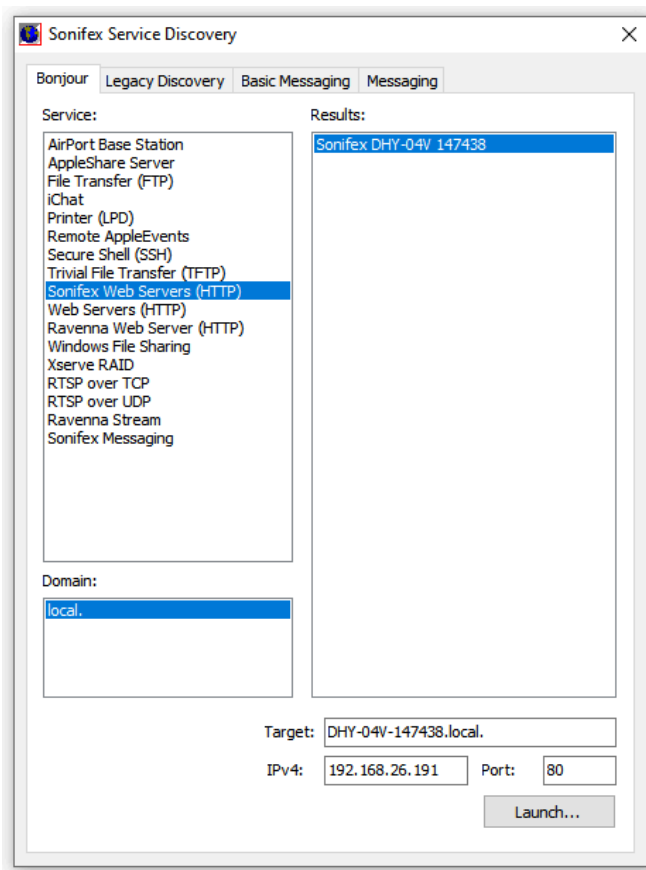 Sonifex Service Discovery
Bonjour Legacy Discovery Basic Messaging Messaging
Service:
AirPort Base Station
AppleShare Server
File Transfer (FTP)
iChat
Printer (LPD)
Remote AppleEvents
Secure Shell (SSH)
Trivial File Transfer (TFTP)
Sonifex Web Servers (HTTP)
Web Servers (HTTP)
Ravenna Web Server (HTTP)
Windows File Sharing
Xserve RAID
RTSP over TCP
RTSP over UDP
Ravenna Stream
Sonifex Messaging
Results:
Sonifex DHY-04V 147438
Domain:
local.
Target: DHY-04V-147438.local.
IPv4: 192.168.26.191 Port: 80
Launch...